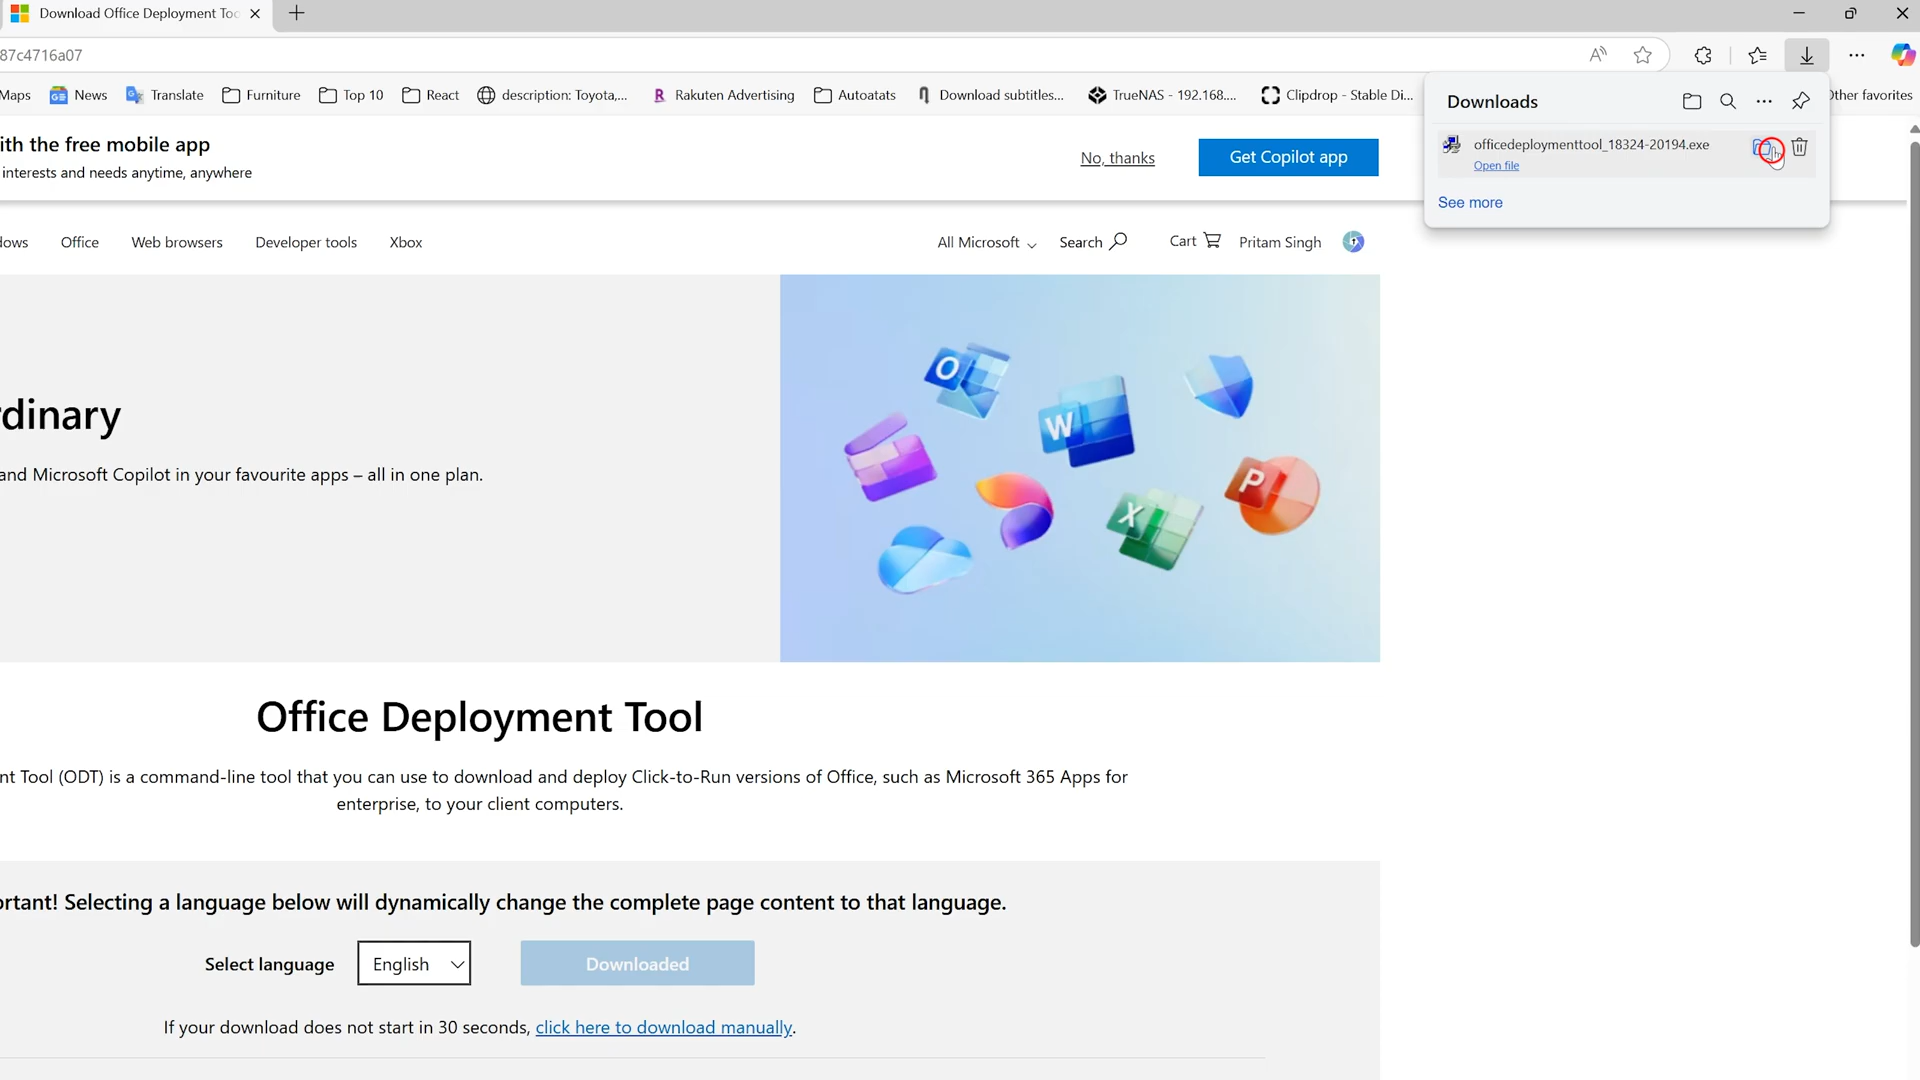 Download Office Deployment Too
87c4716a07
Maps
News
Translate
Furniture
Top 10
React
description: Toyota,...
Rakuten Advertising
Autoatats
Download subtitles...
TrueNAS - 192.168....
Clipdrop - Stable Di...
Other favorites
Downloads
officedeploymenttool_18324-20194.exe
Open file
See more
ith the free mobile app
interests and needs anytime, anywhere
No, thanks
Get Copilot app
dows
Office
Web browsers
Developer tools
Xbox
All Microsoft
Search
Cart
Pritam Singh
rdinary
and Microsoft Copilot in your favourite apps – all in one plan.
O
W
X
P
Office Deployment Tool
nt Tool (ODT) is a command-line tool that you can use to download and deploy Click-to-Run versions of Office, such as Microsoft 365 Apps for
enterprise, to your client computers.
ortant! Selecting a language below will dynamically change the complete page content to that language.
Select language
English
Downloaded
If your download does not start in 30 seconds, click here to download manually.